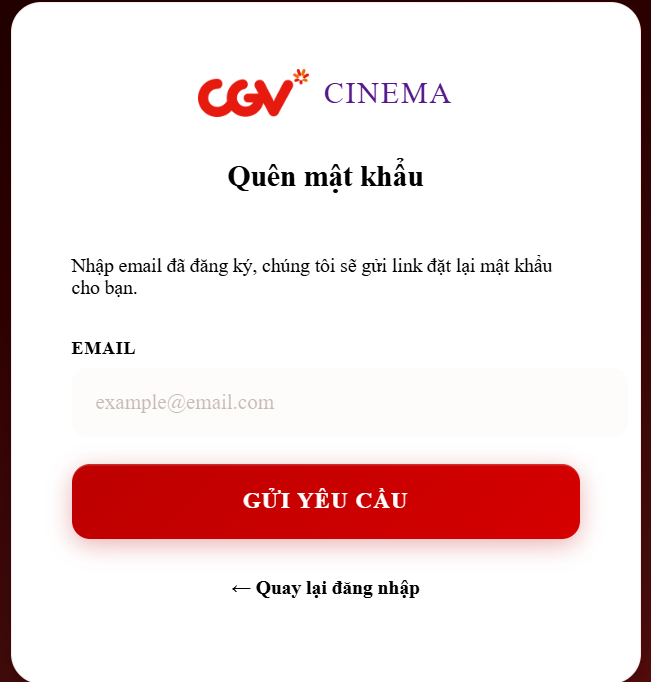 CGV CINEMA
Quên mật khẩu
Nhập email đã đăng ký, chúng tôi sẽ gửi link đặt lại mật khẩu
cho bạn.
EMAIL
example@email.com
GỬI YÊU CẦU
← Quay lại đăng nhập